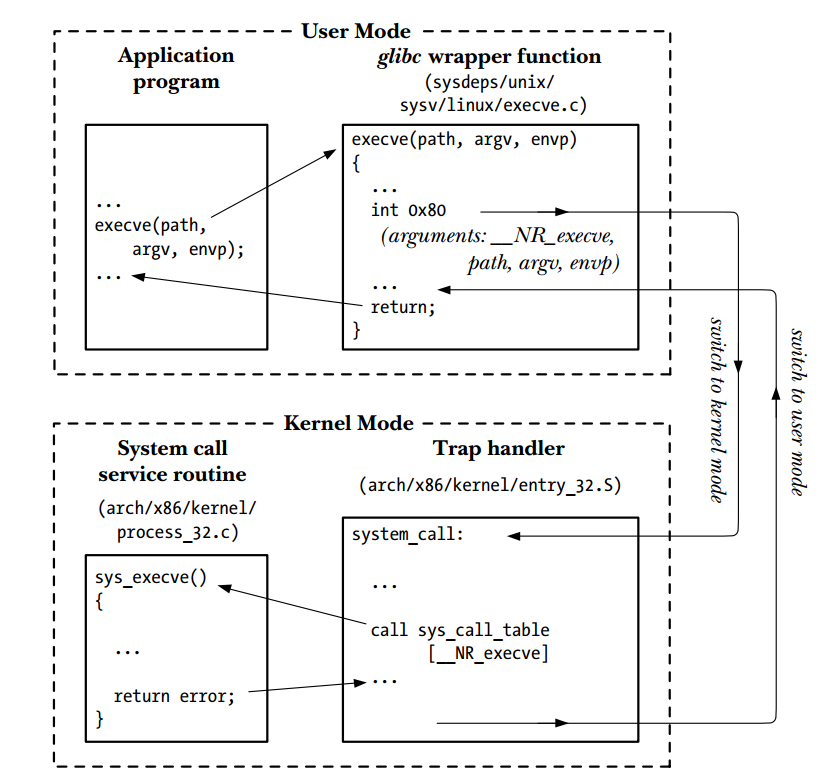 User Mode
Application
program
glibc wrapper function
(sysdeps/unix/
sysv/linux/execve.c)
...
execve(path,
argv, envp);
...
execve(path, argv, envp)
{
...
int 0x80
(arguments: __NR_execve,
path, argv, envp)
...
return;
}
switch to kernel mode
switch to user mode
Kernel Mode
System call
service routine
(arch/x86/kernel/
process_32.c)
Trap handler
(arch/x86/kernel/entry_32.S)
sys_execve()
{
...
return error;
}
system_call:
...
call sys_call_table
[__NR_execve]
...